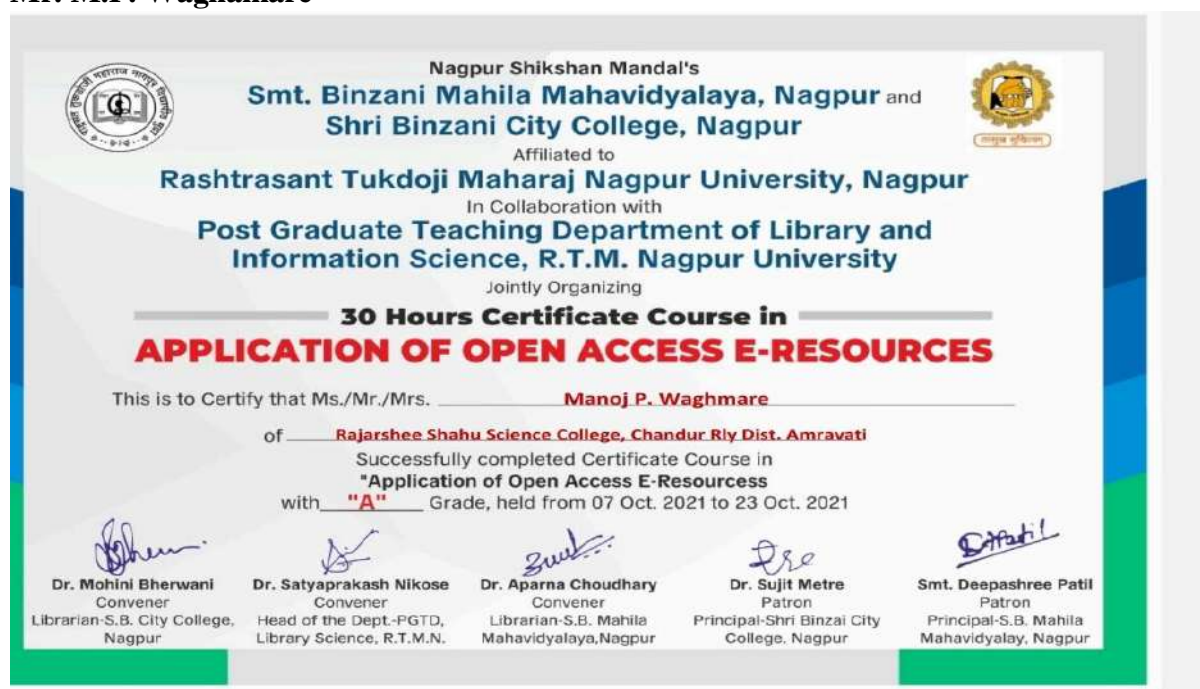 Nagpur Shikshan Mandal's
Smt. Binzani Mahila Mahavidyalaya, Nagpur and
Shri Binzani City College, Nagpur
Affiliated to
Rashtrasant Tukdoji Maharaj Nagpur University, Nagpur
In Collaboration with
Post Graduate Teaching Department of Library and
Information Science, R.T.M. Nagpur University
Jointly Organizing
30 Hours Certificate Course in
APPLICATION OF OPEN ACCESS E-RESOURCES
This is to Certify that Ms./Mr./Mrs. Manoj P. Waghmare
of Rajarshee Shahu Science College, Chandur Rly Dist. Amravati
Successfully completed Certificate Course in
"Application of Open Access E-Resourcess
with "A" Grade, held from 07 Oct. 2021 to 23 Oct. 2021
Dr. Mohini Bherwani
Convener
Librarian-S.B. City College,
Nagpur
Dr. Satyaprakash Nikose
Convener
Head of the Dept.-PGTD,
Library Science, R.T.M.N.
Dr. Aparna Choudhary
Convener
Librarian-S.B. Mahila
Mahavidyalaya,Nagpur
Dr. Sujit Metre
Patron
Principal-Shri Binzai City
College, Nagpur
Smt. Deepashree Patil
Patron
Principal-S.B. Mahila
Mahavidyalay, Nagpur